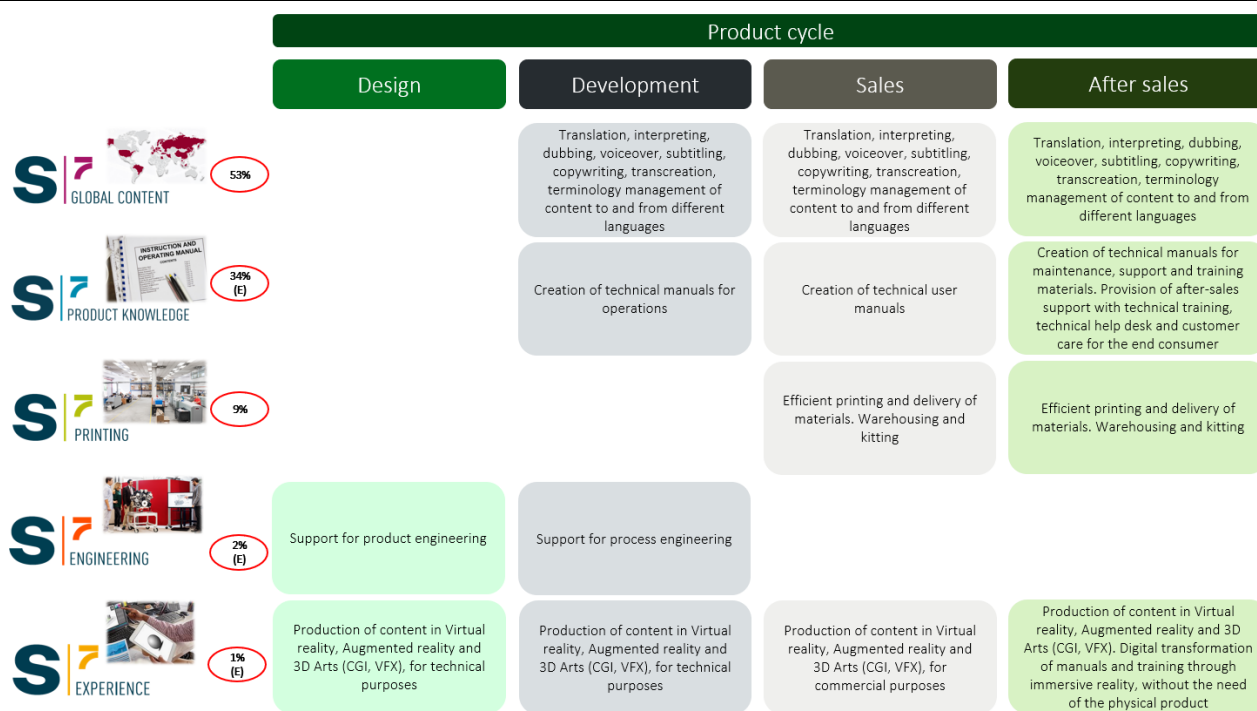 Product cycle
Design
Development
Sales
After sales
S7
GLOBAL CONTENT
53%
Translation, interpreting,
dubbing, voiceover, subtitling,
copywriting, transcreation,
terminology management of
content to and from different
languages
Translation, interpreting,
dubbing, voiceover, subtitling,
copywriting, transcreation,
terminology management of
content to and from different
languages
Translation, interpreting, dubbing,
voiceover, subtitling, copywriting,
transcreation, terminology
management of content to and from
different languages
INSTRUCTION AND
OPERATING MANUAL
CONTENTS
S7
PRODUCT KNOWLEDGE
34%
(E)
Creation of technical manuals for
operations
Creation of technical user
manuals
Creation of technical manuals for
maintenance, support and training
materials. Provision of after-sales
support with technical training,
technical help desk and customer
care for the end consumer
S7
PRINTING
9%
Efficient printing and delivery of
materials. Warehousing and
kitting
Efficient printing and delivery of
materials. Warehousing and kitting
S7
ENGINEERING
2%
(E)
Support for product engineering
Support for process engineering
S7
EXPERIENCE
1%
(E)
Production of content in Virtual
reality, Augmented reality and
3D Arts (CGI, VFX), for technical
purposes
Production of content in Virtual
reality, Augmented reality and
3D Arts (CGI, VFX), for technical
purposes
Production of content in Virtual
reality, Augmented reality and
3D Arts (CGI, VFX), for
commercial purposes
Production of content in Virtual
reality, Augmented reality and 3D
Arts (CGI, VFX). Digital transformation
of manuals and training through
immersive reality, without the need
of the physical product